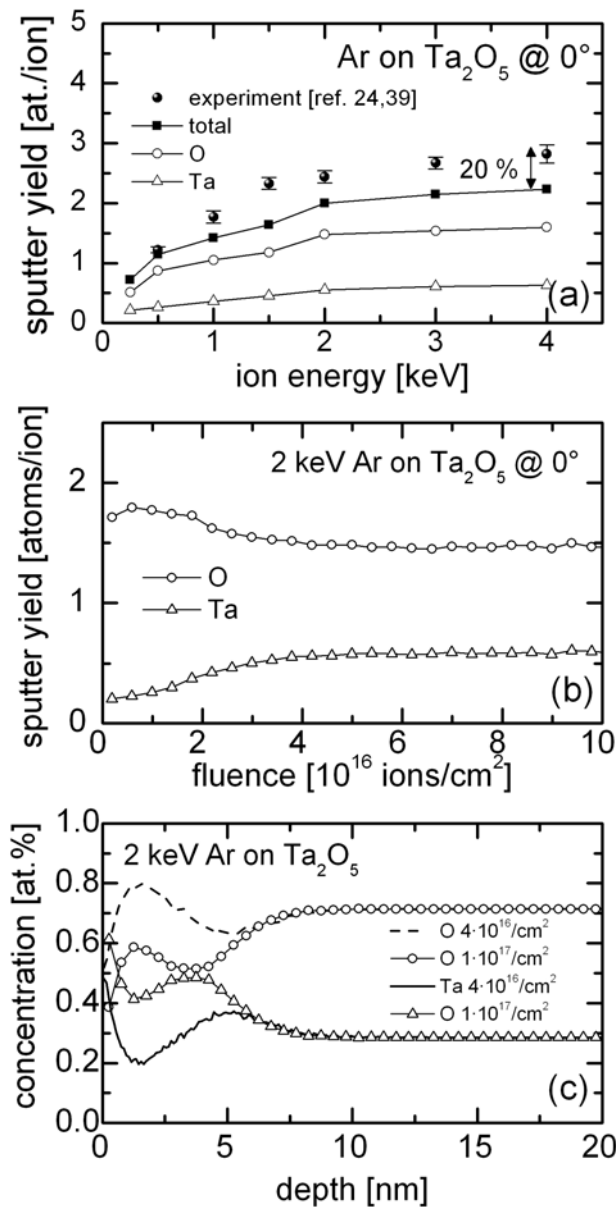 Ar on Ta2O5 @ 0°
experiment [ref. 24,39]
total
O
Ta
20 %
(a)
5
4
3
2
1
0
0 1 2 3 4
sputter yield [at./ion]
ion energy [keV]
2 keV Ar on Ta2O5 @ 0°
O
Ta
(b)
2
1
0
0 2 4 6 8 10
sputter yield [atoms/ion]
fluence [10^16 ions/cm^2]
2 keV Ar on Ta2O5
O 4·10^16/cm^2
O 1·10^17/cm^2
Ta 4·10^16/cm^2
O 1·10^17/cm^2
(c)
1.0
0.8
0.6
0.4
0.2
0.0
0 5 10 15 20
concentration [at.%]
depth [nm]